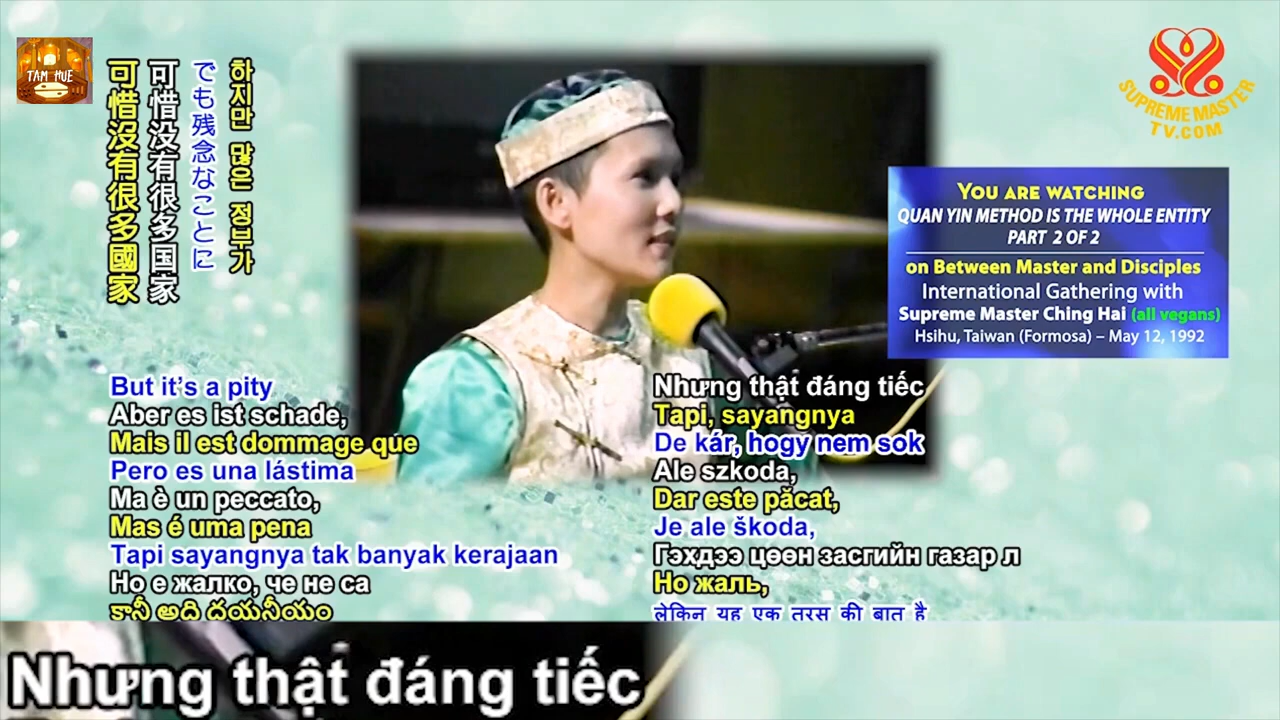 TAM HUE
하지만 많은 정부가
でも残念なことに
可惜没有很多国家
可惜沒有很多國家
SUPREME MASTER
TV.COM
YOU ARE WATCHING
QUAN YIN METHOD IS THE WHOLE ENTITY
PART 2 OF 2
on Between Master and Disciples
International Gathering with
Supreme Master Ching Hai (all vegans)
Hsihu, Taiwan (Formosa) – May 12, 1992
But it's a pity
Aber es ist schade,
Mais il est dommage que
Pero es una lástima
Ma è un peccato,
Mas é uma pena
Tapi sayangnya tak banyak kerajaan
Но е жалко, че не са
కానీ అది దయనీయం
Nhưng thật đáng tiếc
Tapi, sayangnya
De kár, hogy nem sok
Ale szkoda,
Dar este păcat,
Je ale škoda,
Гэхдээ цөөн засгийн газар л
Но жаль,
लेकिन यह एक तरस की बात है
Nhưng thật đáng tiếc